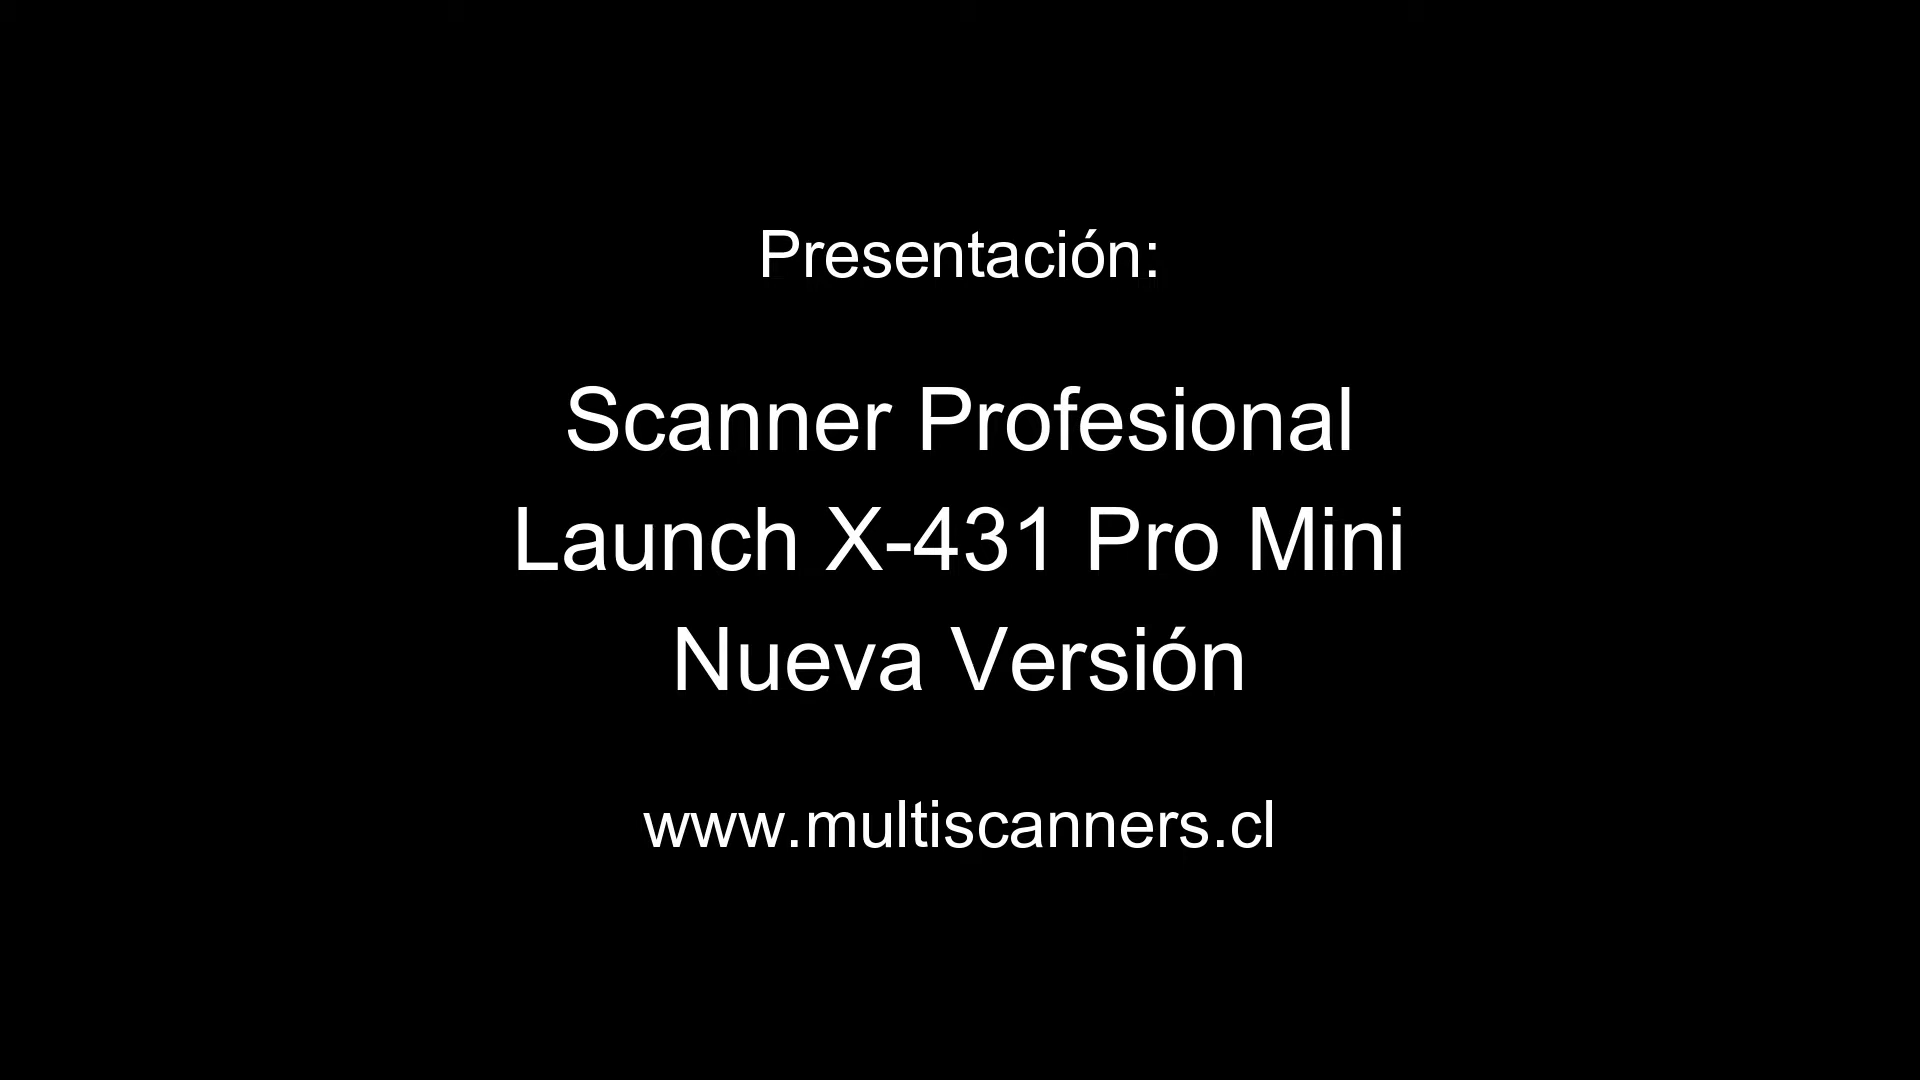 Presentación:
Scanner Profesional
Launch X-431 Pro Mini
Nueva Versión
www.multiscanners.cl